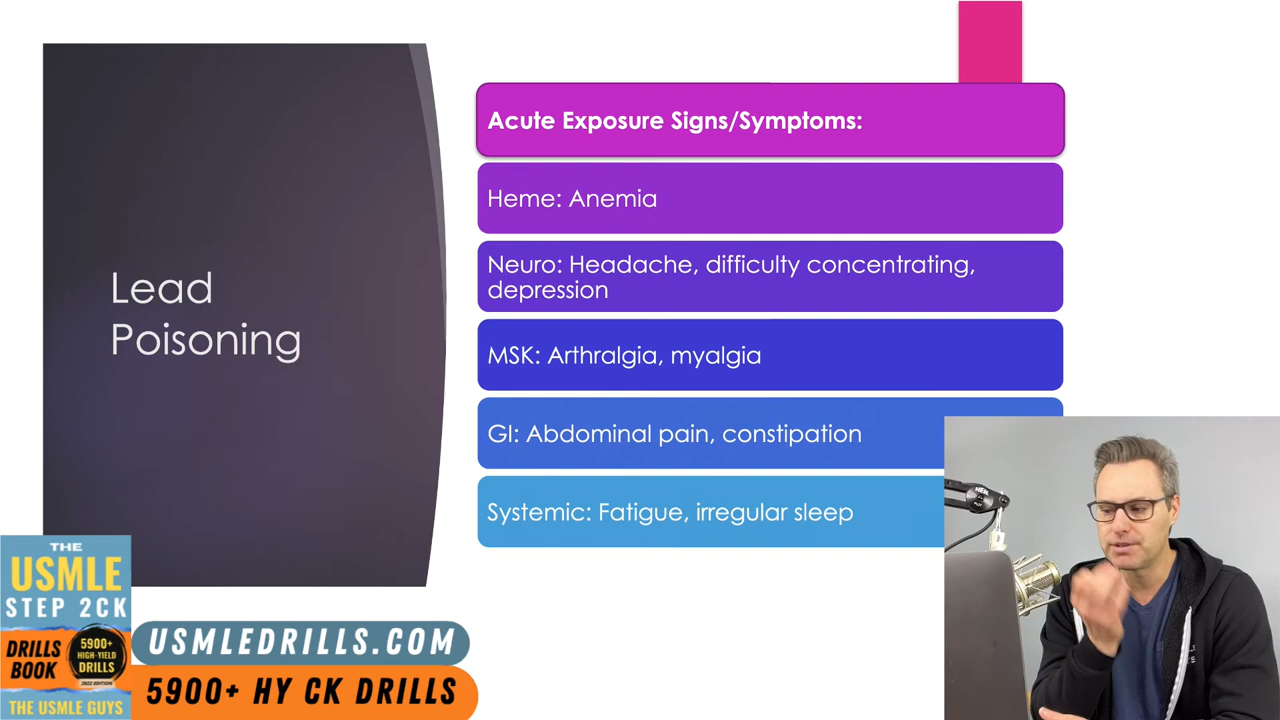 Lead
Poisoning
Acute Exposure Signs/Symptoms:
Heme: Anemia
Neuro: Headache, difficulty concentrating,
depression
MSK: Arthralgia, myalgia
GI: Abdominal pain, constipation
Systemic: Fatigue, irregular sleep
THE
USMLE
STEP 2CK
DRILLS
BOOK
5900+
HIGH-YIELD
DRILLS
2022 EDITION
THE USMLE GUYS
USMLEDRILLS.COM
5900+ HY CK DRILLS